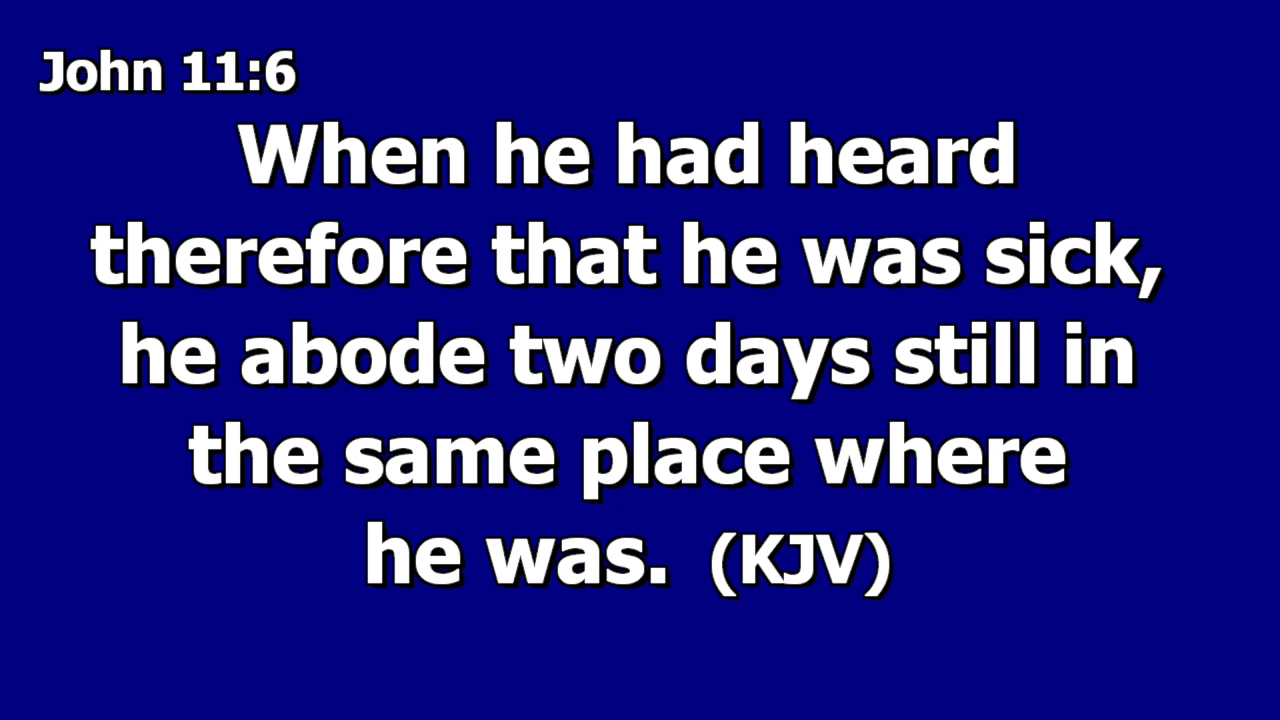 John 11:6
When he had heard
therefore that he was sick,
he abode two days still in
the same place where
he was. (KJV)